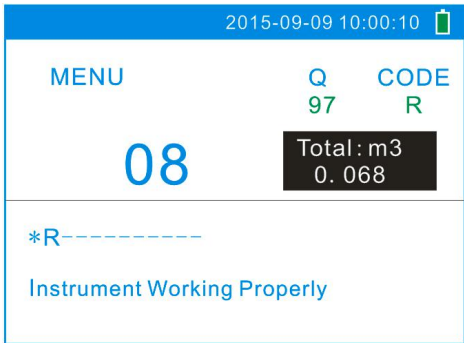 2015-09-09 10:00:10
MENU Q CODE
97 R
08 Total:m3
0.068
*R----------
Instrument Working Properly